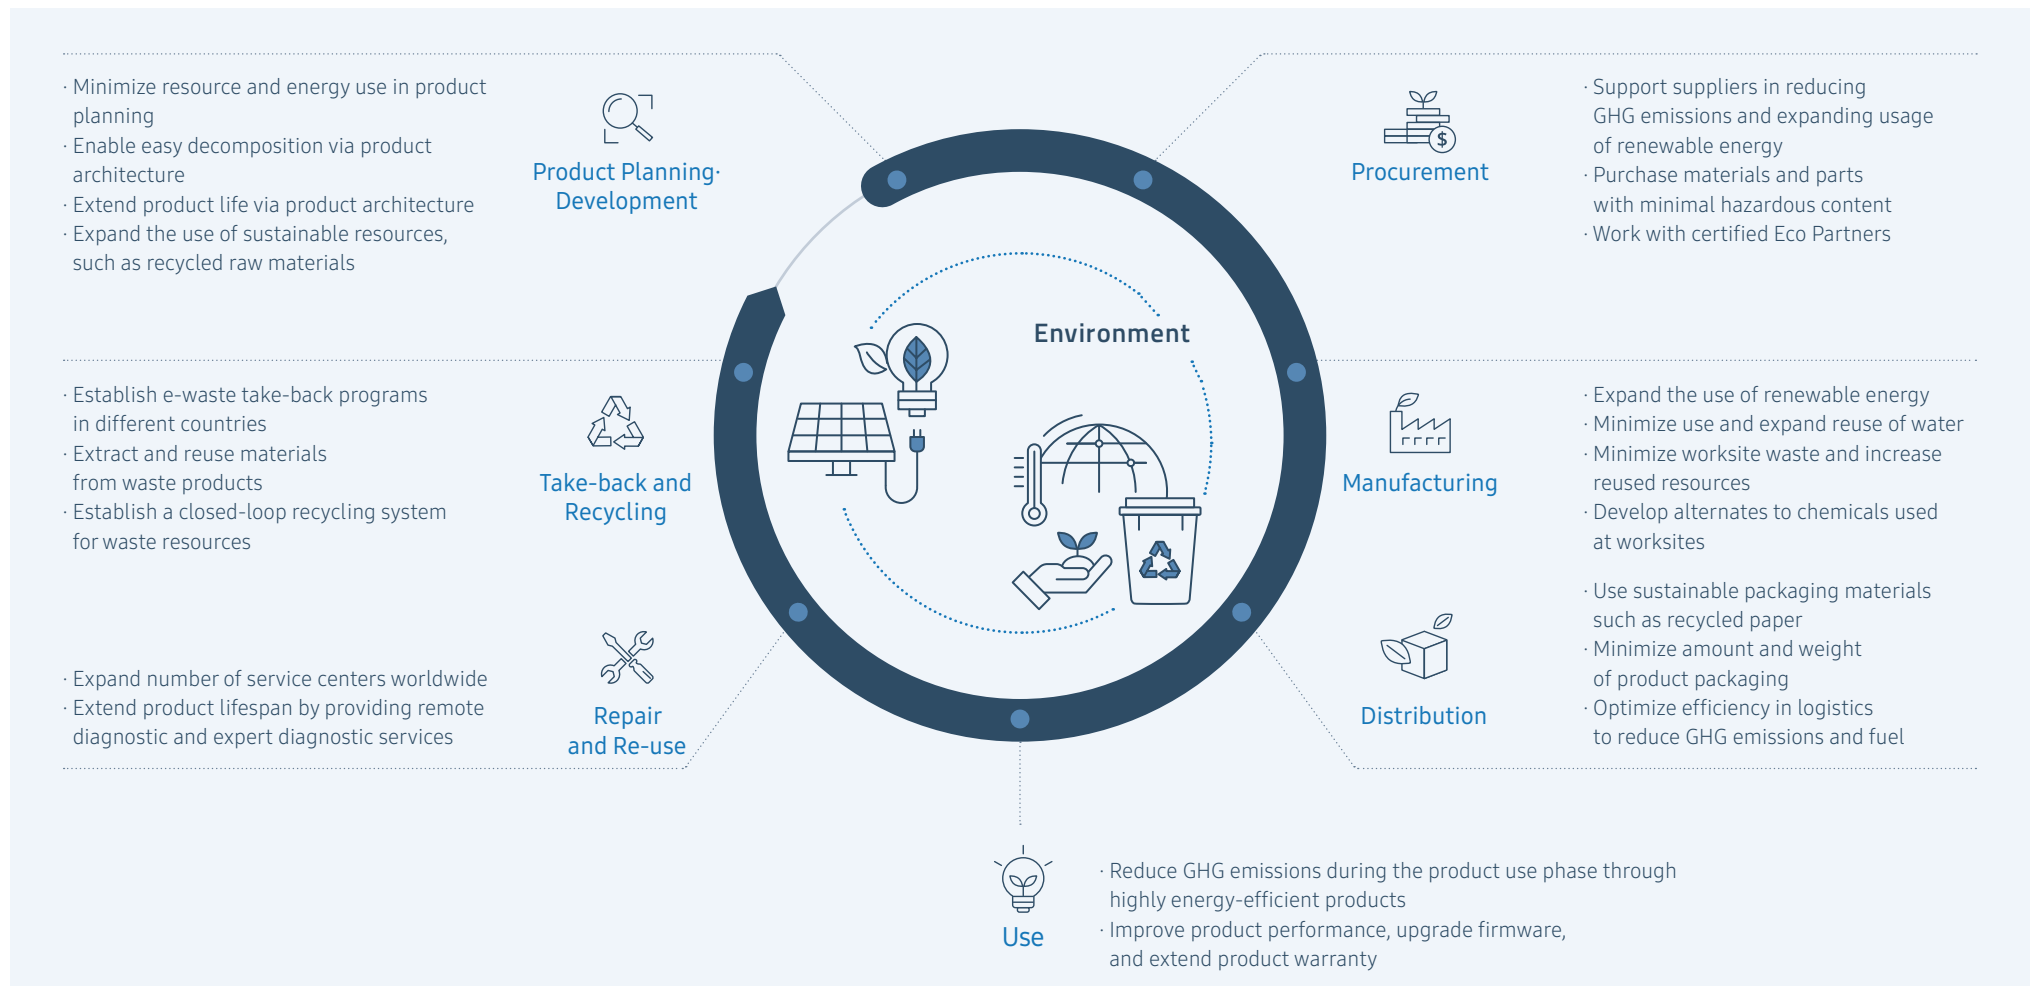 · Minimize resource and energy use in product
planning
· Enable easy decomposition via product
architecture
· Extend product life via product architecture
· Expand the use of sustainable resources,
such as recycled raw materials
Product Planning·
Development
Procurement
· Support suppliers in reducing
GHG emissions and expanding usage
of renewable energy
· Purchase materials and parts
with minimal hazardous content
· Work with certified Eco Partners
Environment
· Establish e-waste take-back programs
in different countries
· Extract and reuse materials
from waste products
· Establish a closed-loop recycling system
for waste resources
Take-back and
Recycling
Manufacturing
· Expand the use of renewable energy
· Minimize use and expand reuse of water
· Minimize worksite waste and increase
reused resources
· Develop alternates to chemicals used
at worksites
· Expand number of service centers worldwide
· Extend product lifespan by providing remote
diagnostic and expert diagnostic services
Repair
and Re-use
Distribution
· Use sustainable packaging materials
such as recycled paper
· Minimize amount and weight
of product packaging
· Optimize efficiency in logistics
to reduce GHG emissions and fuel
Use
· Reduce GHG emissions during the product use phase through
highly energy-efficient products
· Improve product performance, upgrade firmware,
and extend product warranty
$